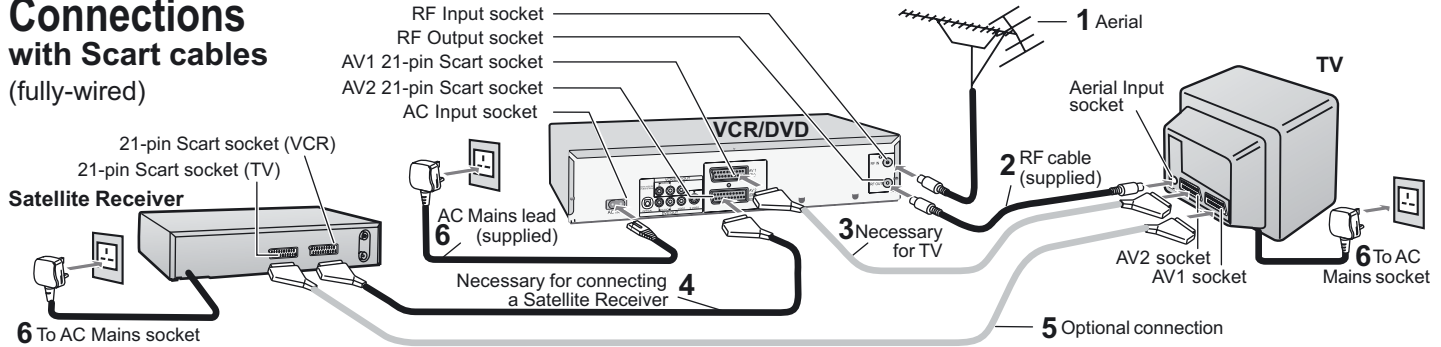 Connections
with Scart cables
(fully-wired)
RF Input socket
RF Output socket
AV1 21-pin Scart socket
AV2 21-pin Scart socket
AC Input socket
1 Aerial
TV
Aerial Input
socket
VCR/DVD
21-pin Scart socket (VCR)
21-pin Scart socket (TV)
Satellite Receiver
2 RF cable
(supplied)
AC Mains lead
6 (supplied)
3 Necessary
for TV
AV2 socket
AV1 socket
6 To AC
Mains socket
Necessary for connecting 4
a Satellite Receiver
6 To AC Mains socket
5 Optional connection